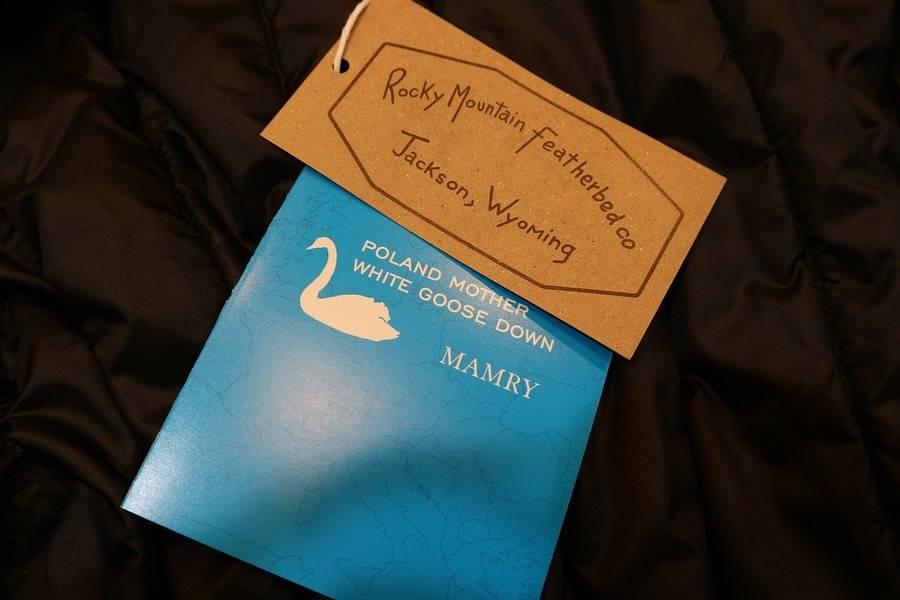 Rocky Mountain Featherbed co
Jackson, Wyoming
POLAND MOTHER
WHITE GOOSE DOWN
MAMRY